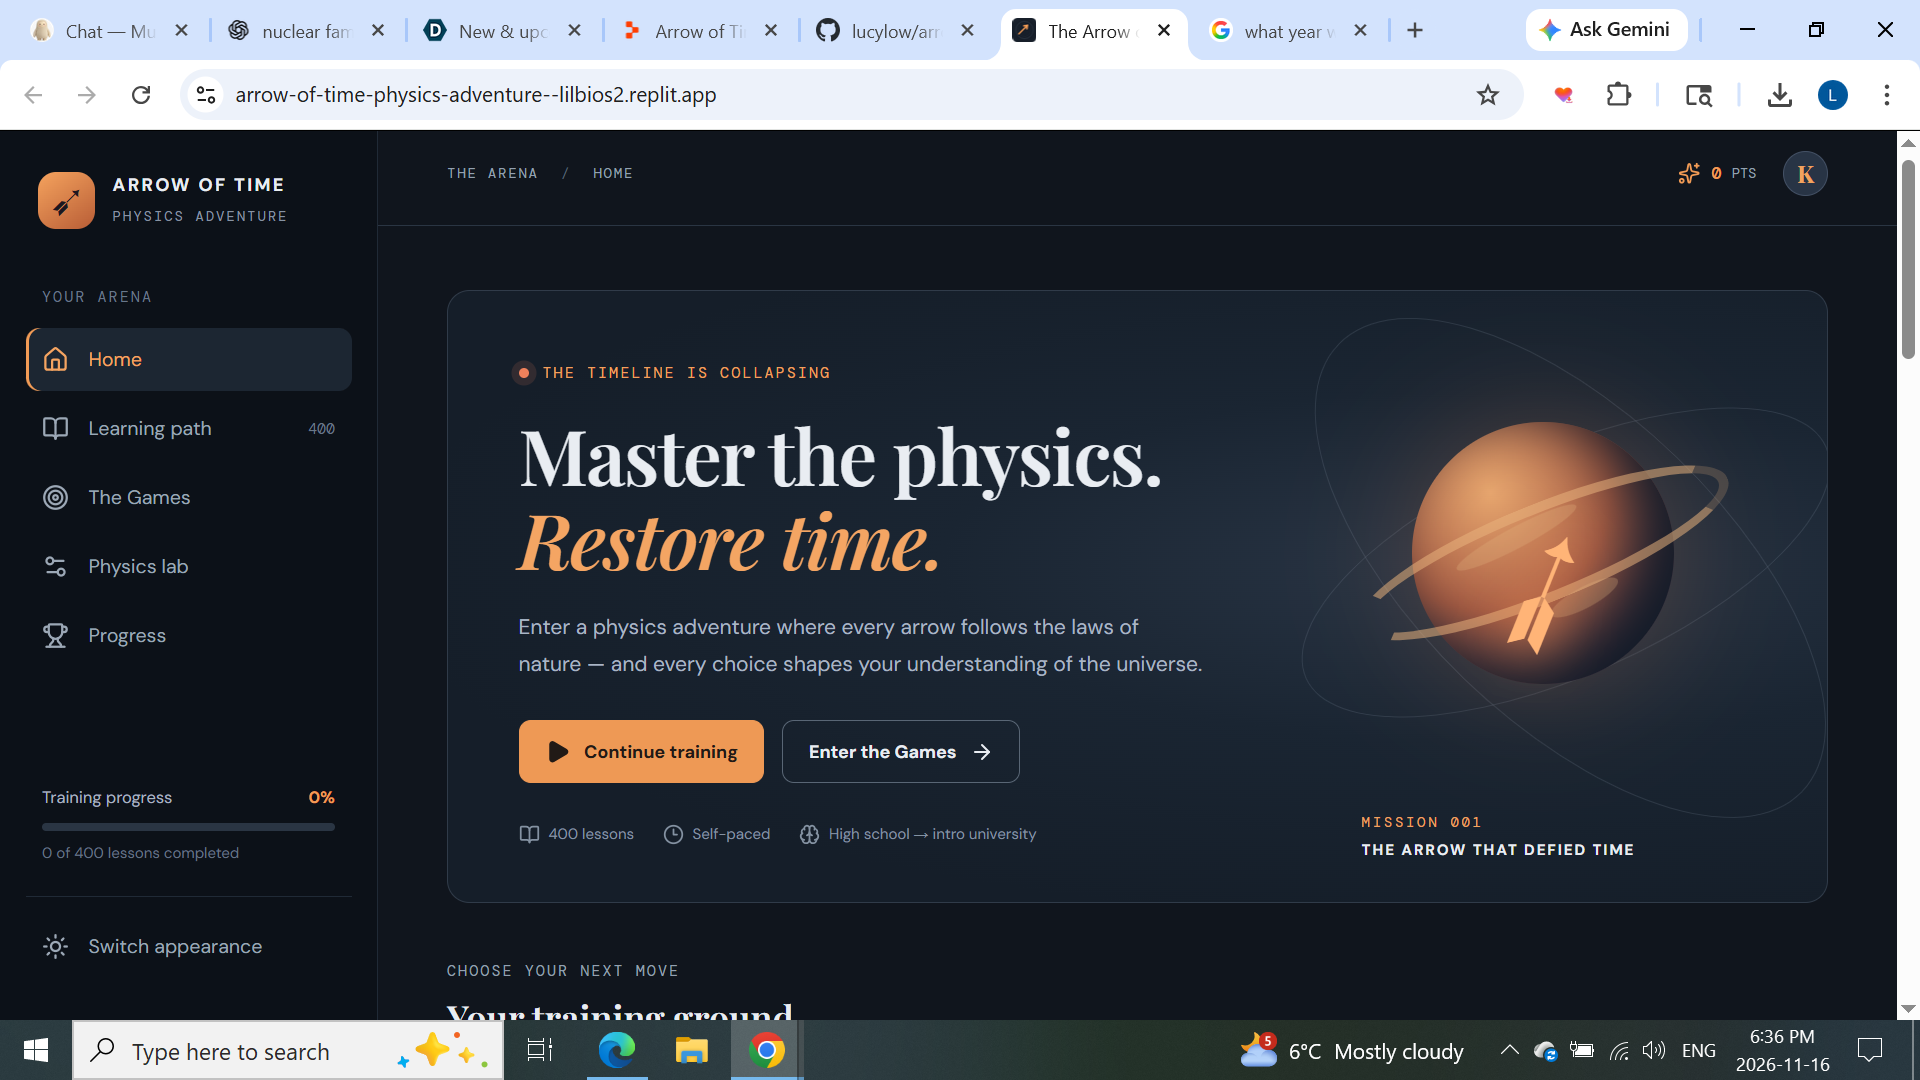 Chat — Mu
nuclear fam
New & upc
Arrow of Ti
lucylow/arr
The Arrow
what year w
Ask Gemini
arrow-of-time-physics-adventure--lilbios2.replit.app
L
ARROW OF TIME
PHYSICS ADVENTURE
THE ARENA / HOME
0 PTS
K
YOUR ARENA
Home
Learning path 400
The Games
Physics lab
Progress
THE TIMELINE IS COLLAPSING
Master the physics.
Restore time.
Enter a physics adventure where every arrow follows the laws of
nature — and every choice shapes your understanding of the universe.
Continue training
Enter the Games →
400 lessons
Self-paced
High school → intro university
MISSION 001
THE ARROW THAT DEFIED TIME
Training progress 0%
0 of 400 lessons completed
Switch appearance
CHOOSE YOUR NEXT MOVE
Your training ground
Type here to search
5
6°C Mostly cloudy
ENG
6:36 PM
2026-11-16